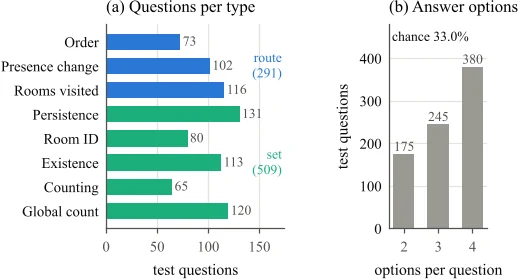 (a) Questions per type
Order
73
Presence change
102
route
(291)
Rooms visited
116
Persistence
131
Room ID
80
Existence
113
set
(509)
Counting
65
Global count
120
0 50 100 150
test questions
(b) Answer options
chance 33.0%
test questions
400
300
200
100
0
175
245
380
2 3 4
options per question